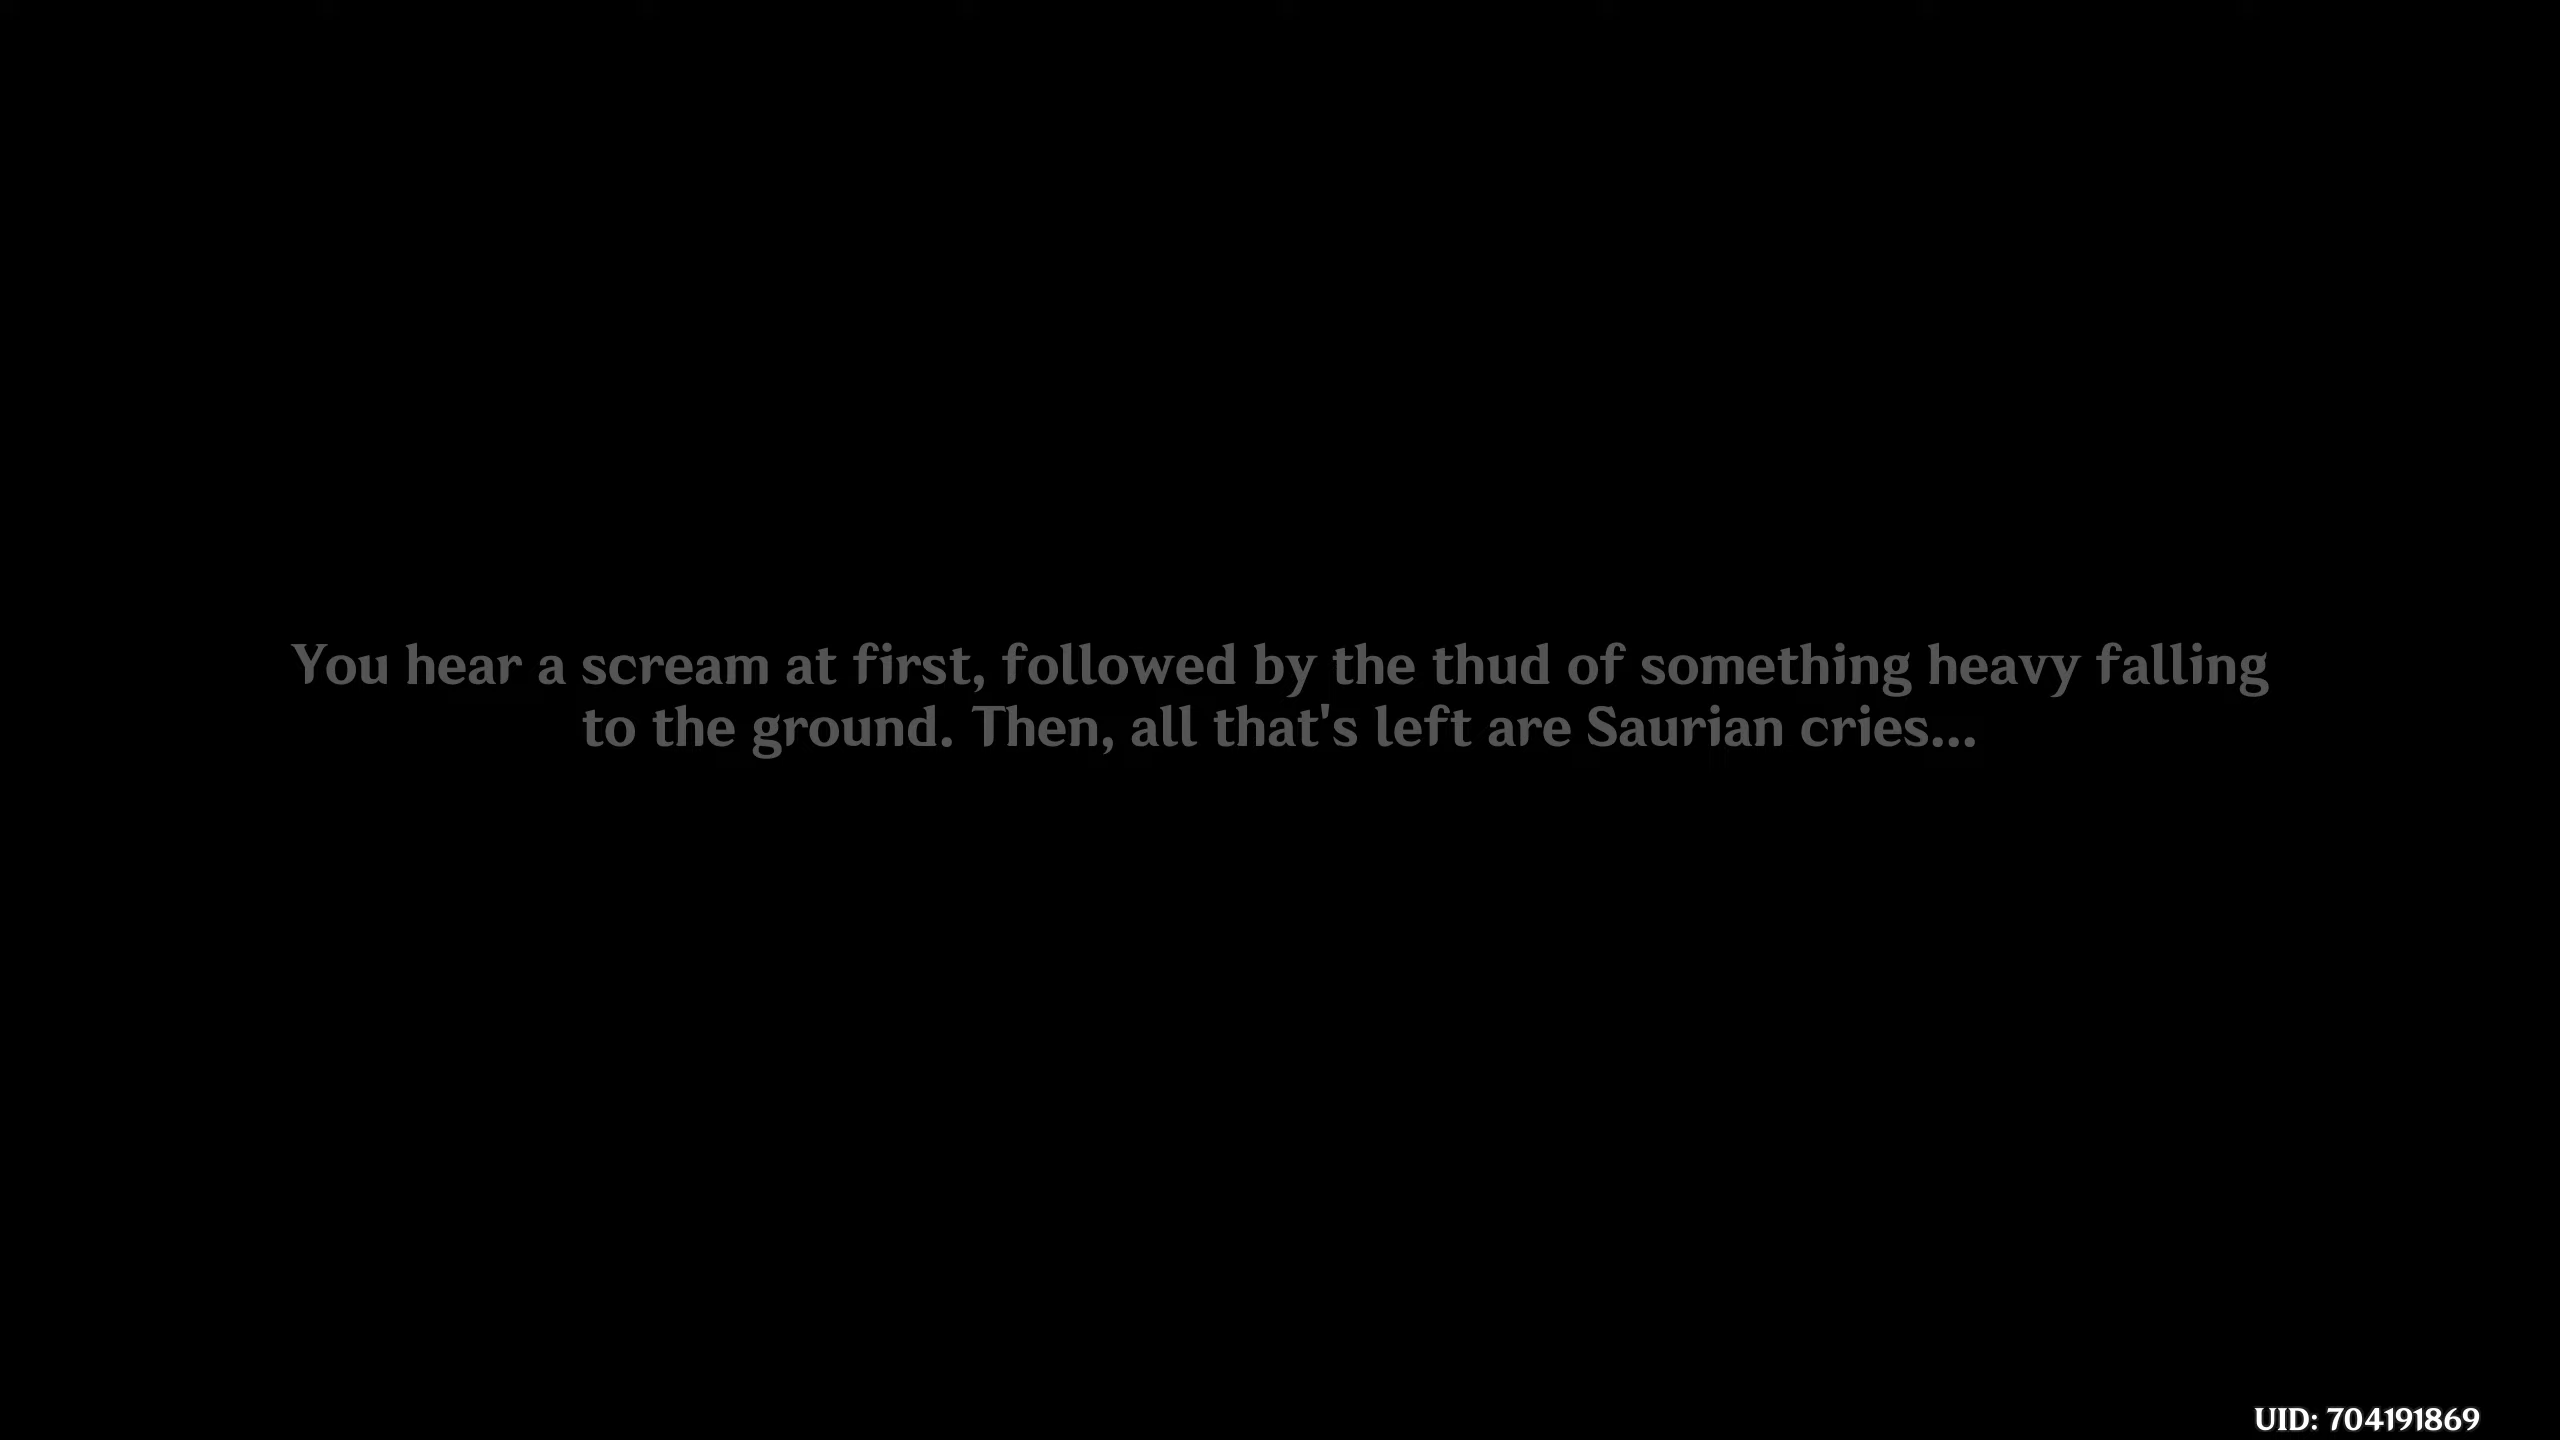 You hear a scream at first, followed by the thud of something heavy falling
to the ground. Then, all that's left are Saurian cries...
UID: 704191869